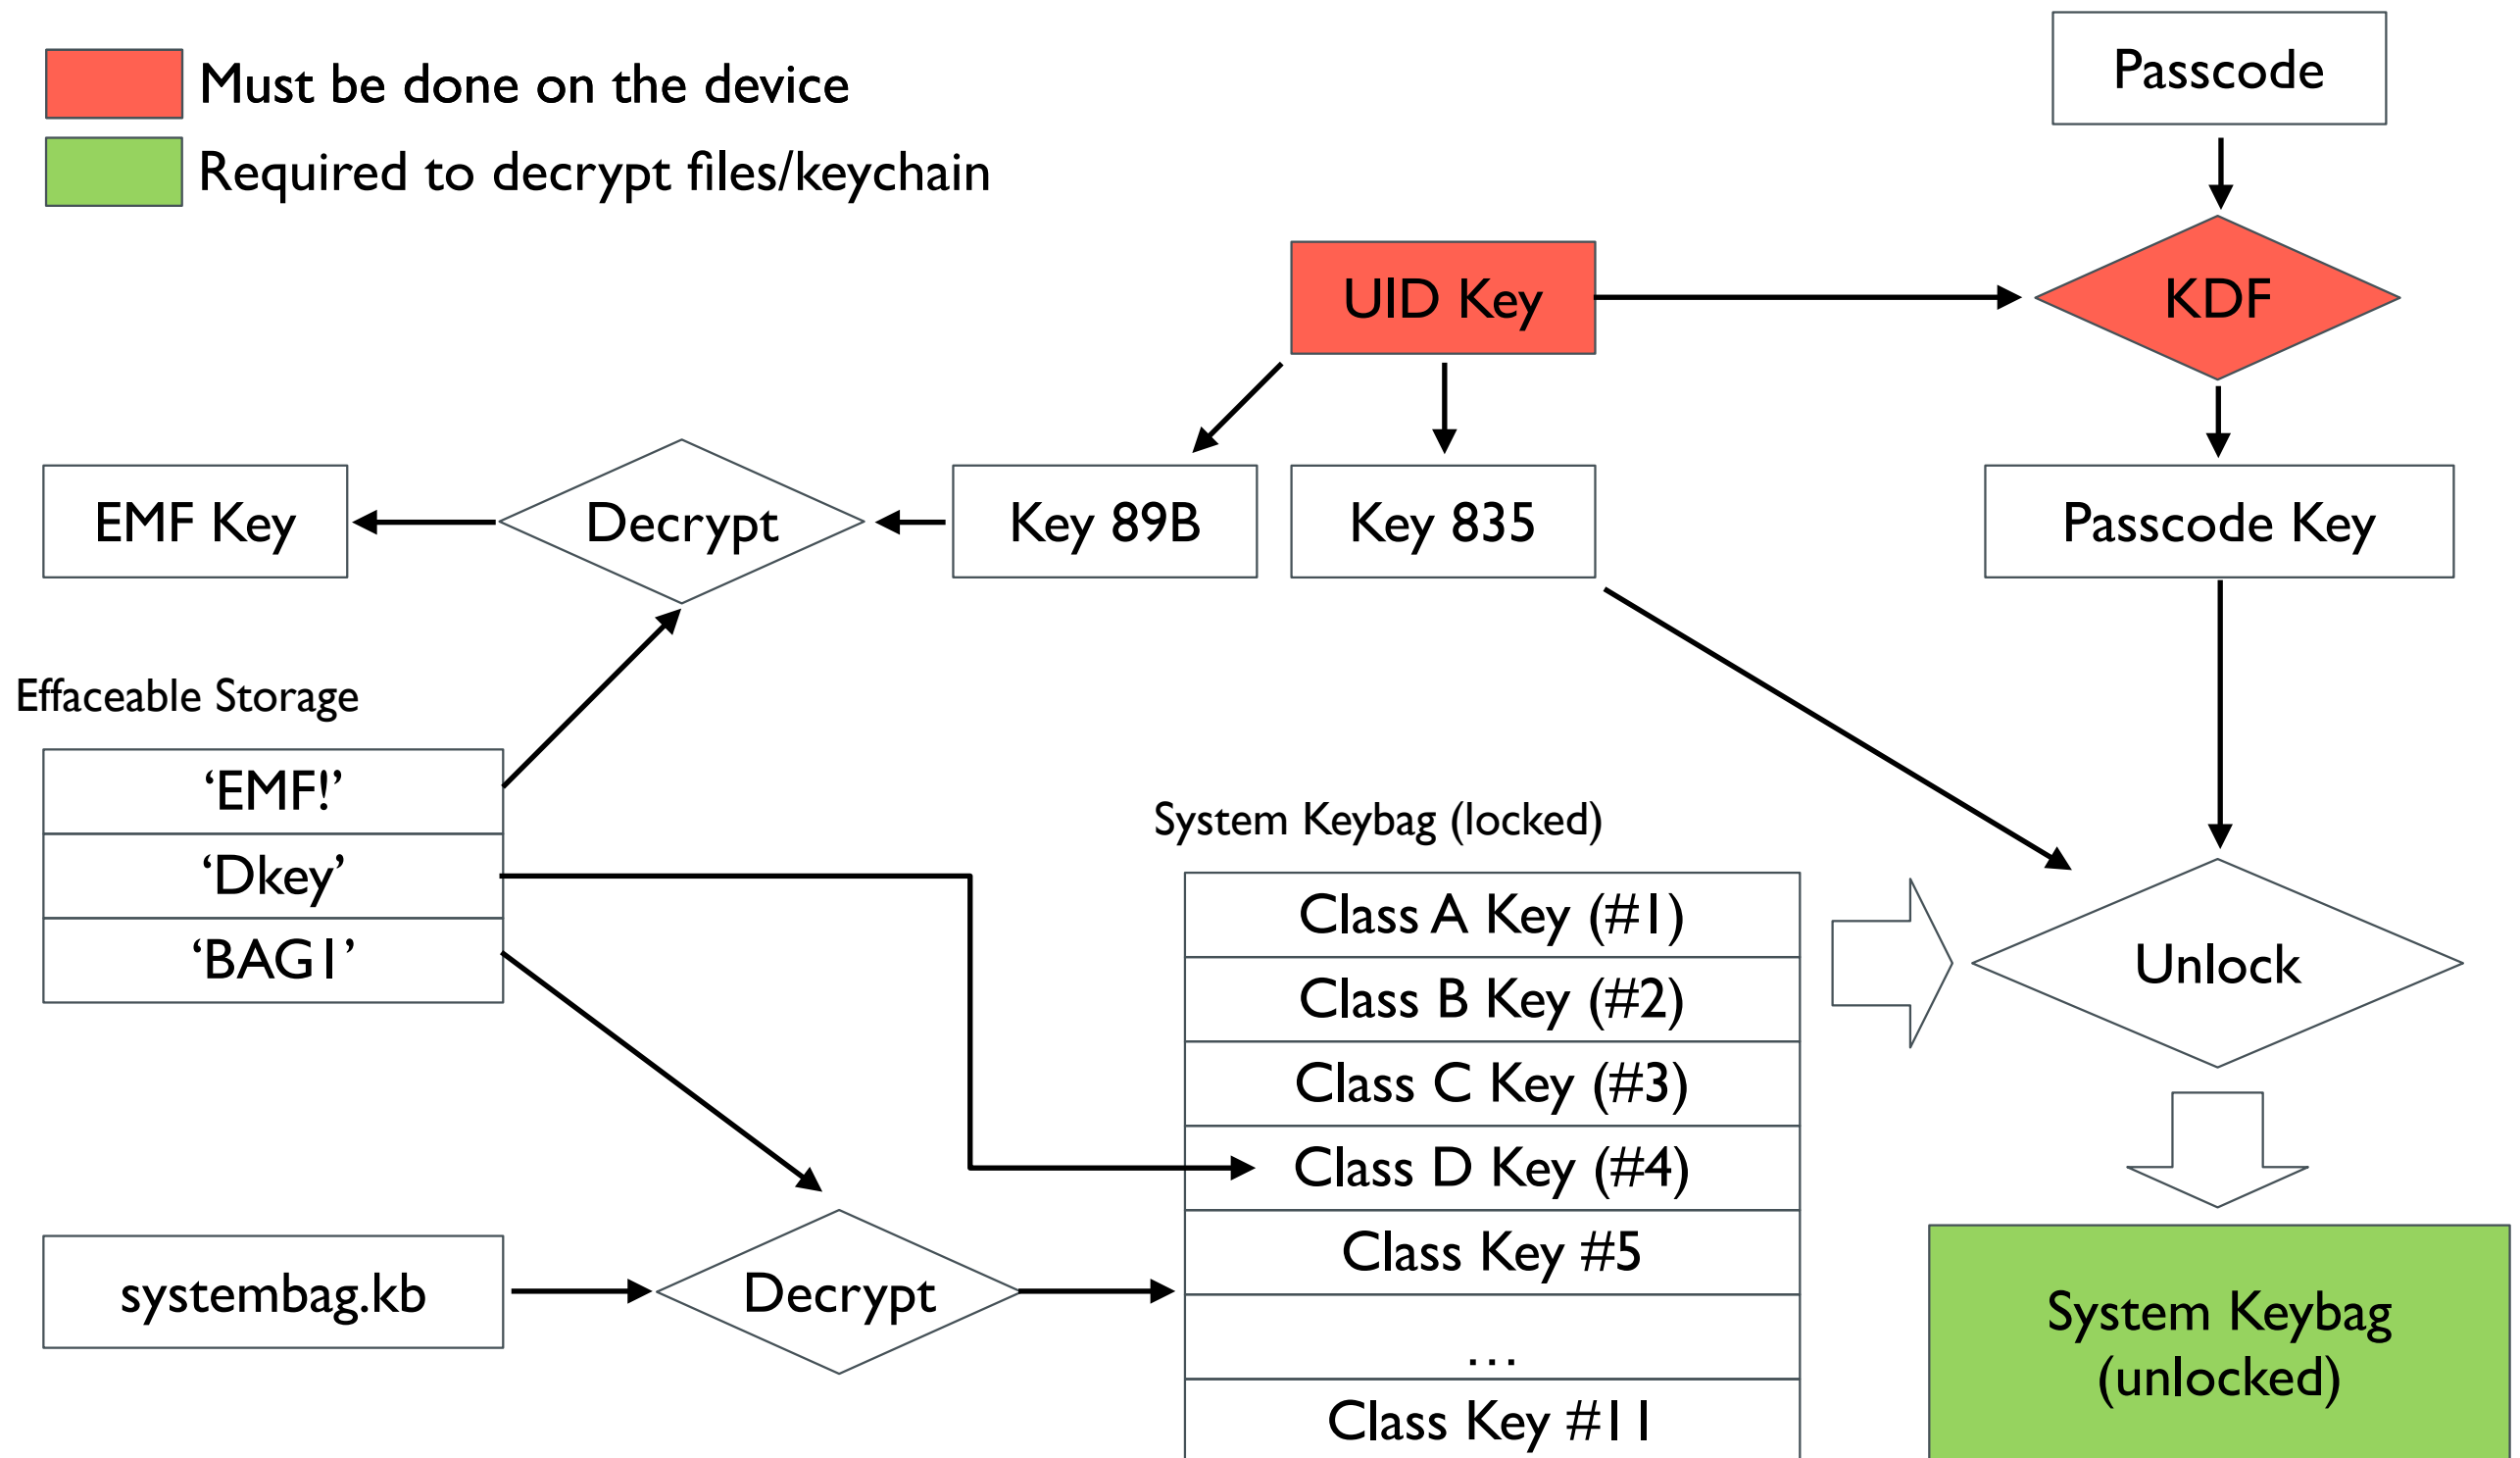 Must be done on the device
Required to decrypt files/keychain
Passcode
UID Key
KDF
EMF Key
Decrypt
Key 89B
Key 835
Passcode Key
Effaceable Storage
‘EMF!’
‘Dkey’
‘BAG1’
System Keybag (locked)
Class A Key (#1)
Class B Key (#2)
Class C Key (#3)
Class D Key (#4)
Class Key #5
...
Class Key #11
Unlock
systembag.kb
Decrypt
System Keybag
(unlocked)